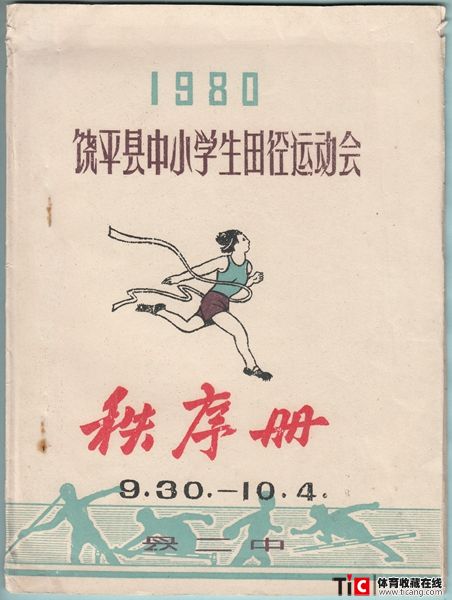 1980
饶平县中小学生田径运动会
秩序册
9.30.—10.4.
县二中
TiC 体育收藏在线
www.ticang.com